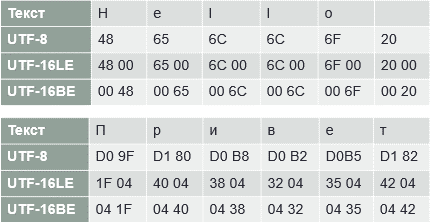 Текст H e l l o
UTF-8 48 65 6C 6C 6F 20
UTF-16LE 48 00 65 00 6C 00 6C 00 6F 00 20 00
UTF-16BE 00 48 00 65 00 6C 00 6C 00 6F 00 20
Текст П р и в е т
UTF-8 D0 9F D1 80 D0 B8 D0 B2 D0B5 D1 82
UTF-16LE 1F 04 40 04 38 04 32 04 35 04 42 04
UTF-16BE 04 1F 04 40 04 38 04 32 04 35 04 42